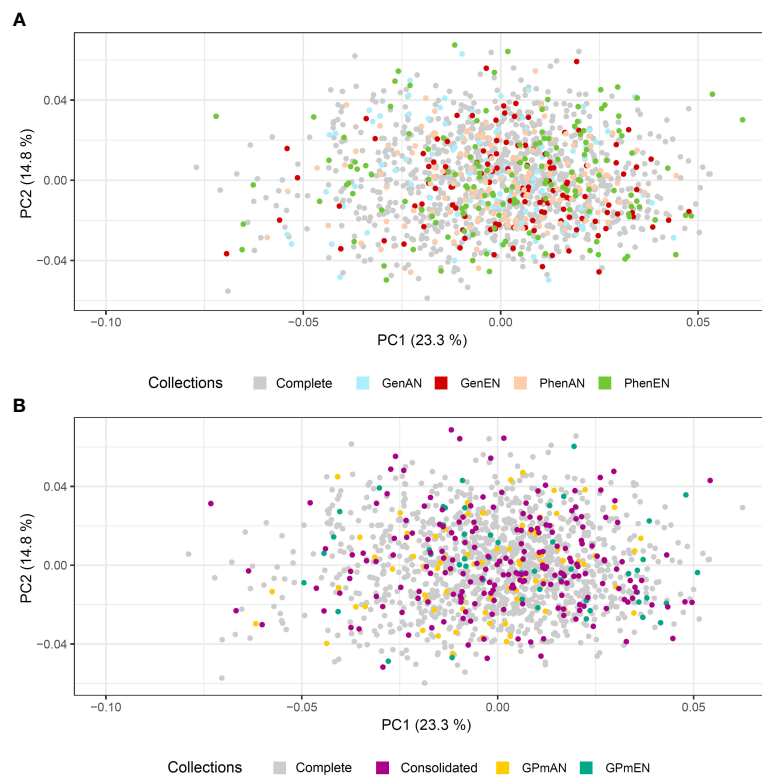 A
PC2 (14.8 %)
0.04
0.00
−0.04
−0.10
−0.05
0.00
0.05
PC1 (23.3 %)
Collections Complete GenAN GenEN PhenAN PhenEN
B
PC2 (14.8 %)
0.04
0.00
−0.04
−0.10
−0.05
0.00
0.05
PC1 (23.3 %)
Collections Complete Consolidated GPmAN GPmEN